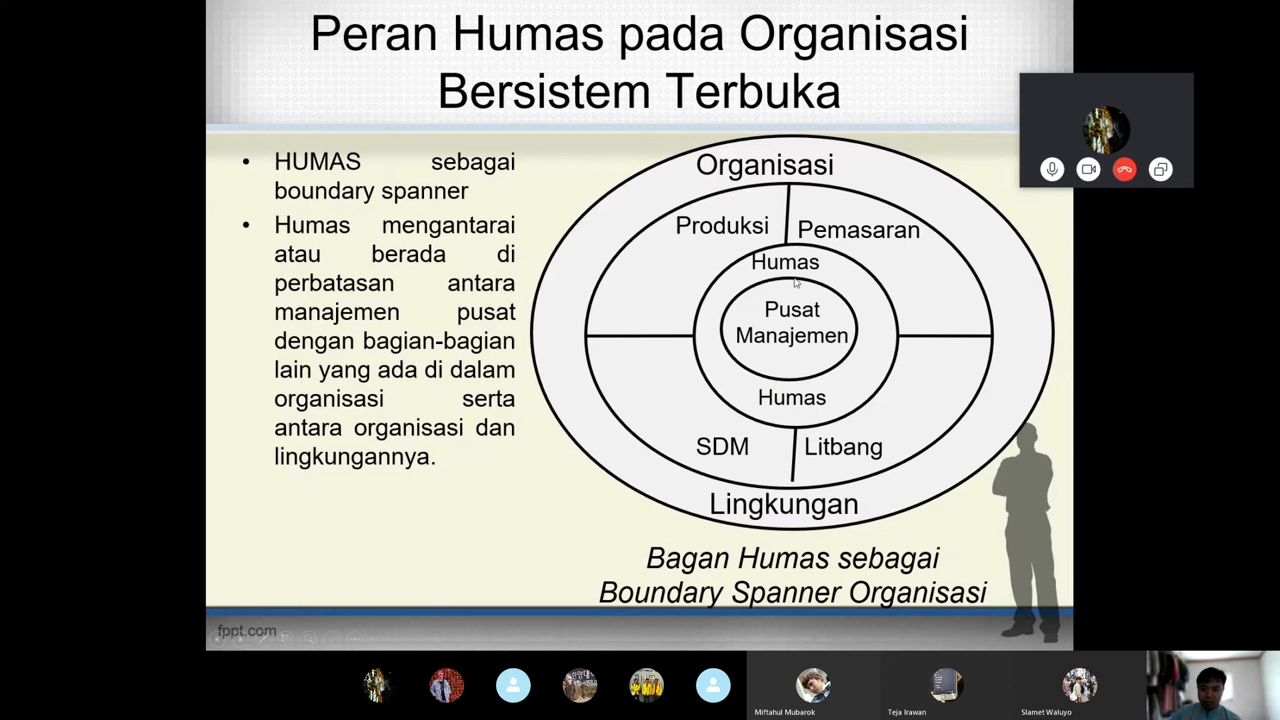 Peran Humas pada Organisasi
Bersistem Terbuka
• HUMAS sebagai
boundary spanner
• Humas mengantarai
atau berada di
perbatasan antara
manajemen pusat
dengan bagian-bagian
lain yang ada di dalam
organisasi serta
antara organisasi dan
lingkungannya.
Organisasi
Produksi
Pemasaran
Humas
Pusat
Manajemen
Humas
SDM
Litbang
Lingkungan
Bagan Humas sebagai
Boundary Spanner Organisasi
fppt.com
Miftahul Mubarok
Teja Irawan
Slamet Waluyo